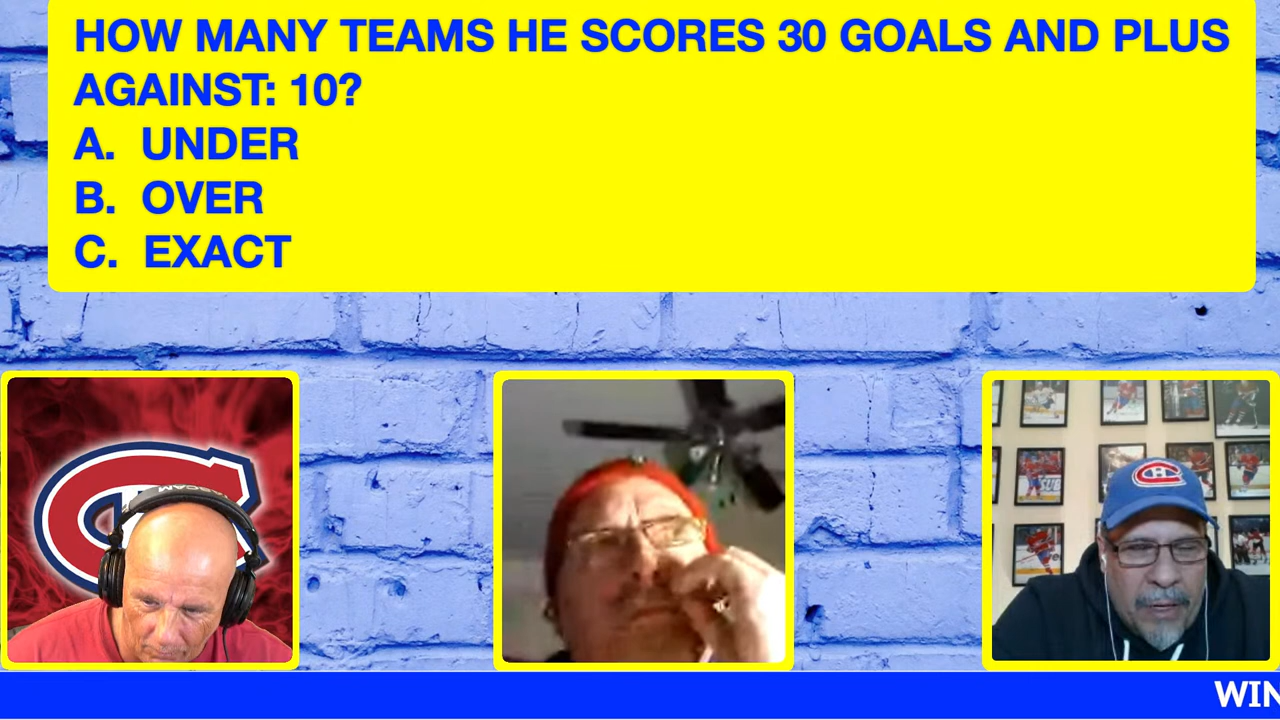 HOW MANY TEAMS HE SCORES 30 GOALS AND PLUS
AGAINST: 10?
A. UNDER
B. OVER
C. EXACT
WIN